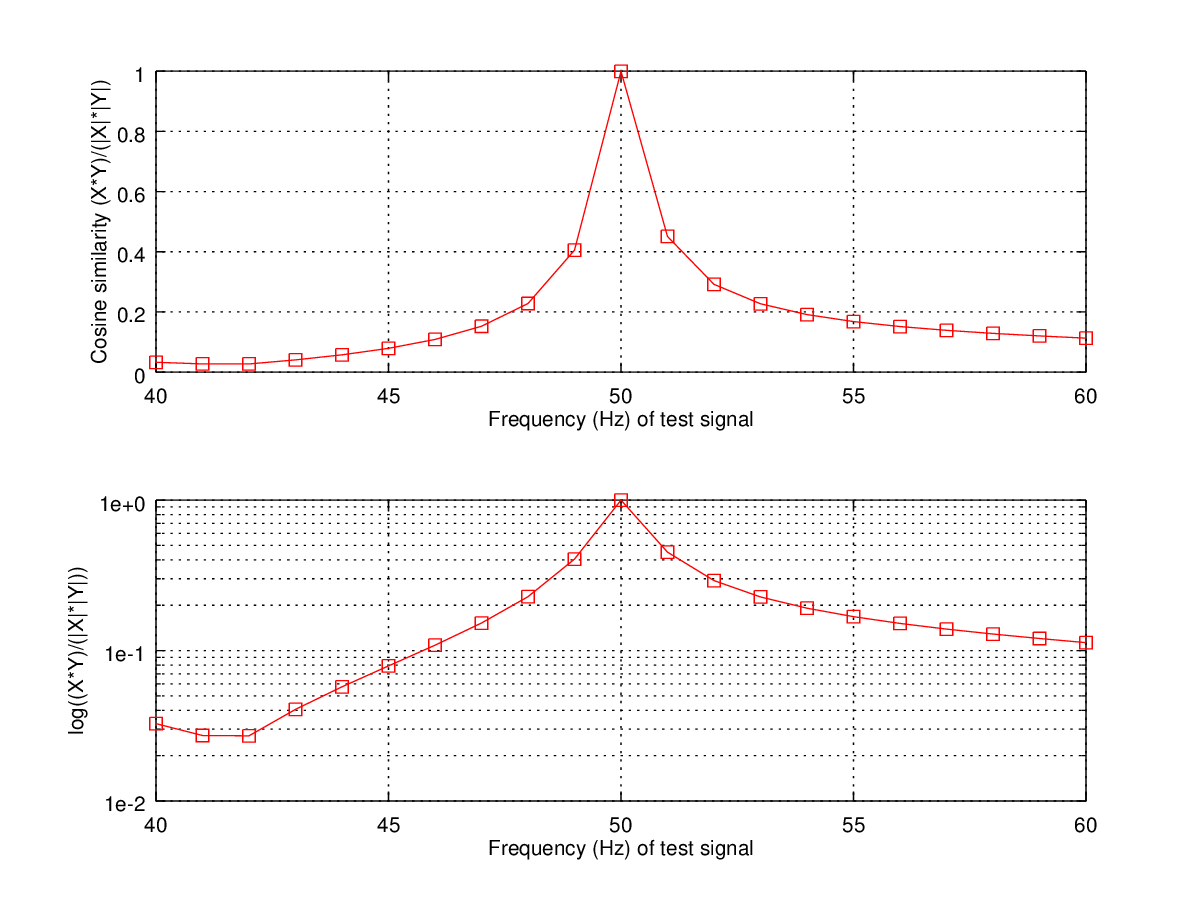 1
0.8
0.6
0.4
0.2
0
Cosine similarity (X*Y)/(|X|*|Y|)
40 45 50 55 60
Frequency (Hz) of test signal
1e+0
1e-1
1e-2
log((X*Y)/(|X|*|Y|))
40 45 50 55 60
Frequency (Hz) of test signal